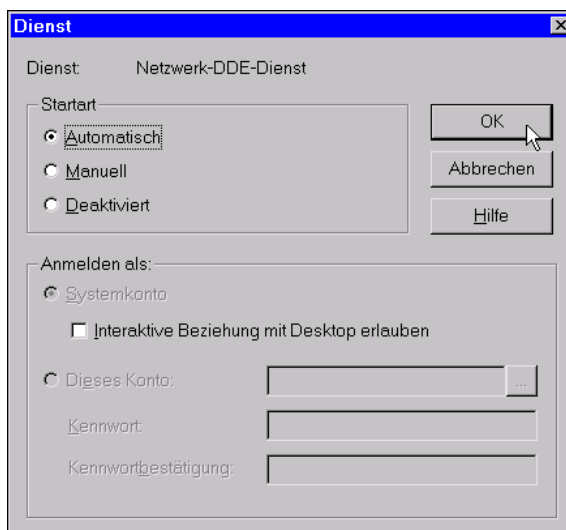 Dienst
Dienst: Netzwerk-DDE-Dienst
Startart
Automatisch
Manuell
Deaktiviert
OK
Abbrechen
Hilfe
Anmelden als:
Systemkonto
Interaktive Beziehung mit Desktop erlauben
Dieses Konto:
...
Kennwort:
Kennwortbestätigung: